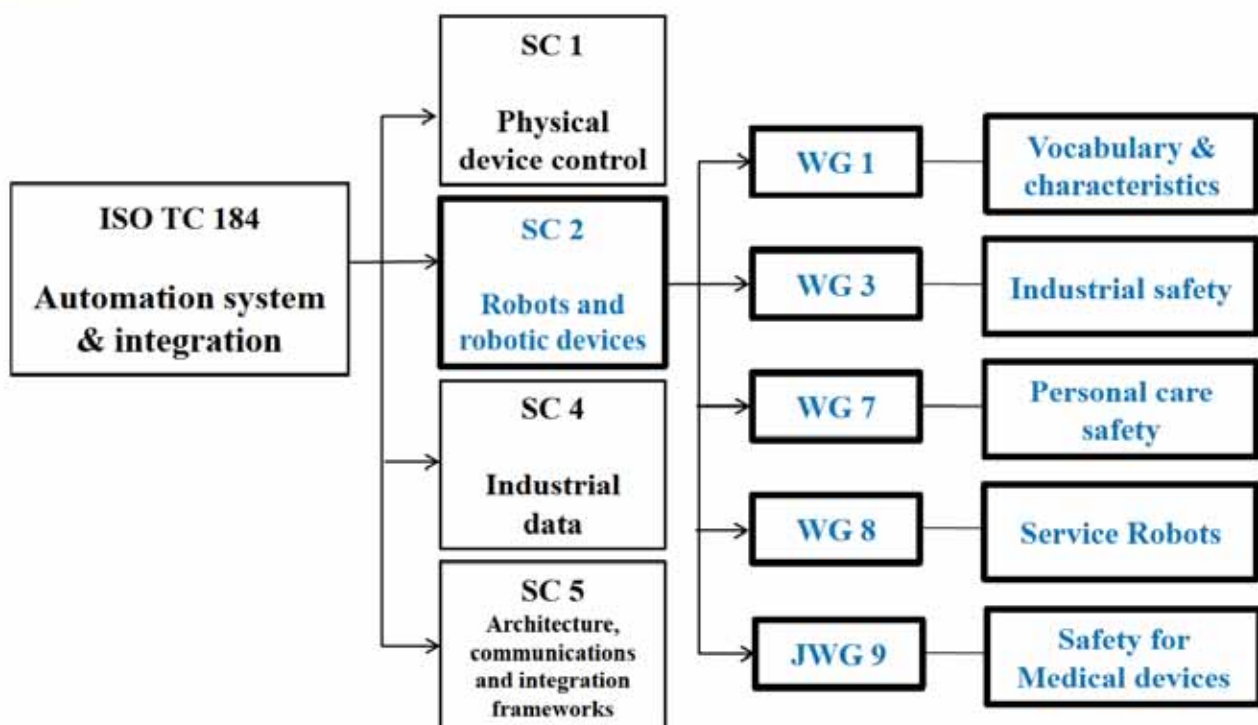 ISO TC 184
Automation system
& integration
SC 1
Physical
device control
SC 2
Robots and
robotic devices
SC 4
Industrial
data
SC 5
Architecture,
communications
and integration
frameworks
WG 1
Vocabulary &
characteristics
WG 3
Industrial safety
WG 7
Personal care
safety
WG 8
Service Robots
JWG 9
Safety for
Medical devices